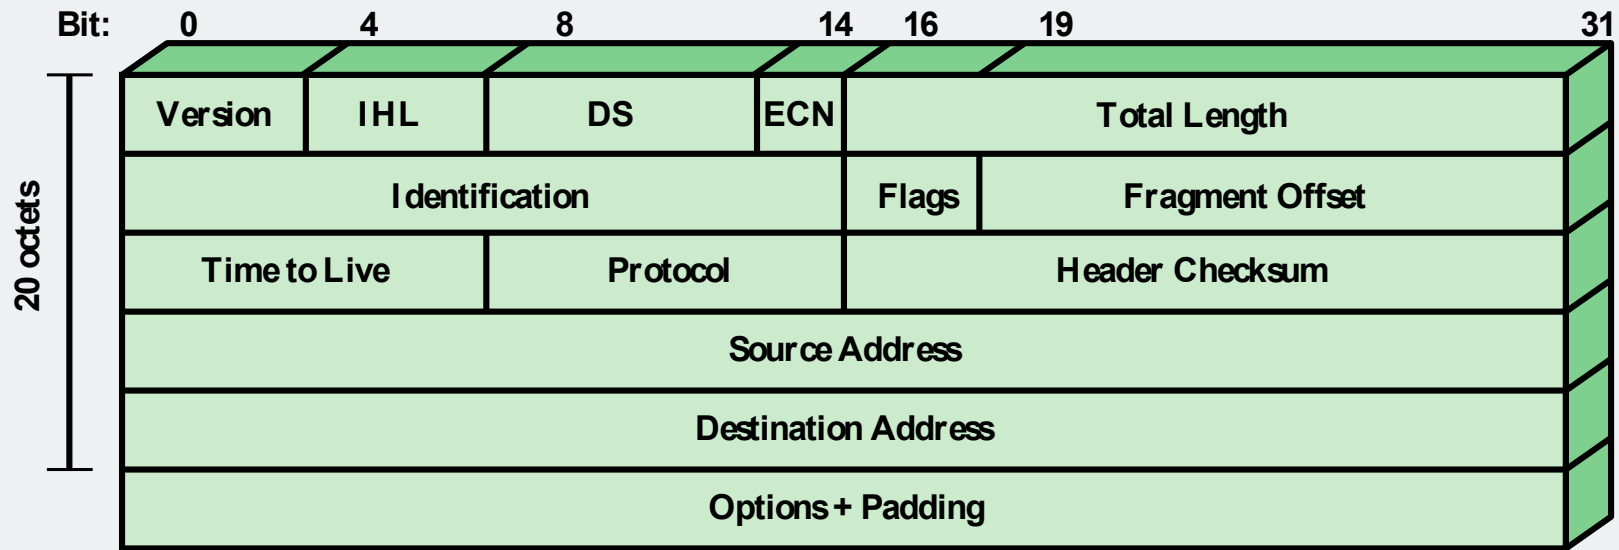 Bit: 0 4 8 14 16 19 31
Version IHL DS ECN Total Length
Identification Flags Fragment Offset
Time to Live Protocol Header Checksum
20 octets
Source Address
Destination Address
Options + Padding